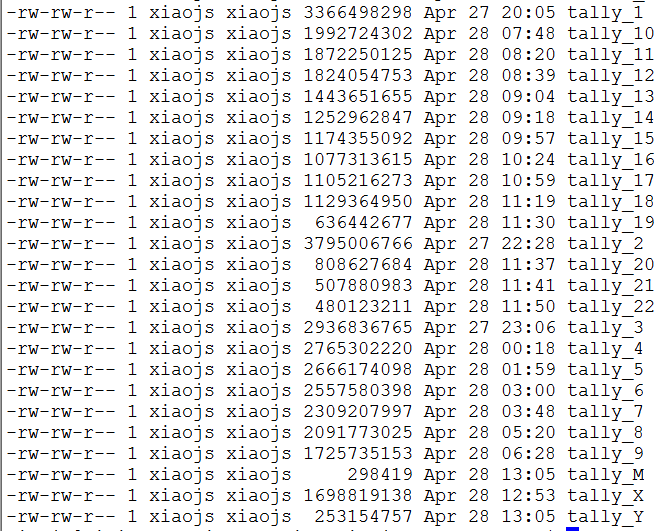 -rw-rw-r-- 1 xiaojs xiaojs 3366498298 Apr 27 20:05 tally_1
-rw-rw-r-- 1 xiaojs xiaojs 1992724302 Apr 28 07:48 tally_10
-rw-rw-r-- 1 xiaojs xiaojs 1872250125 Apr 28 08:20 tally_11
-rw-rw-r-- 1 xiaojs xiaojs 1824054753 Apr 28 08:39 tally_12
-rw-rw-r-- 1 xiaojs xiaojs 1443651655 Apr 28 09:04 tally_13
-rw-rw-r-- 1 xiaojs xiaojs 1252962847 Apr 28 09:18 tally_14
-rw-rw-r-- 1 xiaojs xiaojs 1174355092 Apr 28 09:57 tally_15
-rw-rw-r-- 1 xiaojs xiaojs 1077313615 Apr 28 10:24 tally_16
-rw-rw-r-- 1 xiaojs xiaojs 1105216273 Apr 28 10:59 tally_17
-rw-rw-r-- 1 xiaojs xiaojs 1129364950 Apr 28 11:19 tally_18
-rw-rw-r-- 1 xiaojs xiaojs  636442677 Apr 28 11:30 tally_19
-rw-rw-r-- 1 xiaojs xiaojs 3795006766 Apr 27 22:28 tally_2
-rw-rw-r-- 1 xiaojs xiaojs  808627684 Apr 28 11:37 tally_20
-rw-rw-r-- 1 xiaojs xiaojs  507880983 Apr 28 11:41 tally_21
-rw-rw-r-- 1 xiaojs xiaojs  480123211 Apr 28 11:50 tally_22
-rw-rw-r-- 1 xiaojs xiaojs 2936836765 Apr 27 23:06 tally_3
-rw-rw-r-- 1 xiaojs xiaojs 2765302220 Apr 28 00:18 tally_4
-rw-rw-r-- 1 xiaojs xiaojs 2666174098 Apr 28 01:59 tally_5
-rw-rw-r-- 1 xiaojs xiaojs 2557580398 Apr 28 03:00 tally_6
-rw-rw-r-- 1 xiaojs xiaojs 2309207997 Apr 28 03:48 tally_7
-rw-rw-r-- 1 xiaojs xiaojs 2091773025 Apr 28 05:20 tally_8
-rw-rw-r-- 1 xiaojs xiaojs 1725735153 Apr 28 06:28 tally_9
-rw-rw-r-- 1 xiaojs xiaojs     298419 Apr 28 13:05 tally_M
-rw-rw-r-- 1 xiaojs xiaojs 1698819138 Apr 28 12:53 tally_X
-rw-rw-r-- 1 xiaojs xiaojs  253154757 Apr 28 13:05 tally_Y